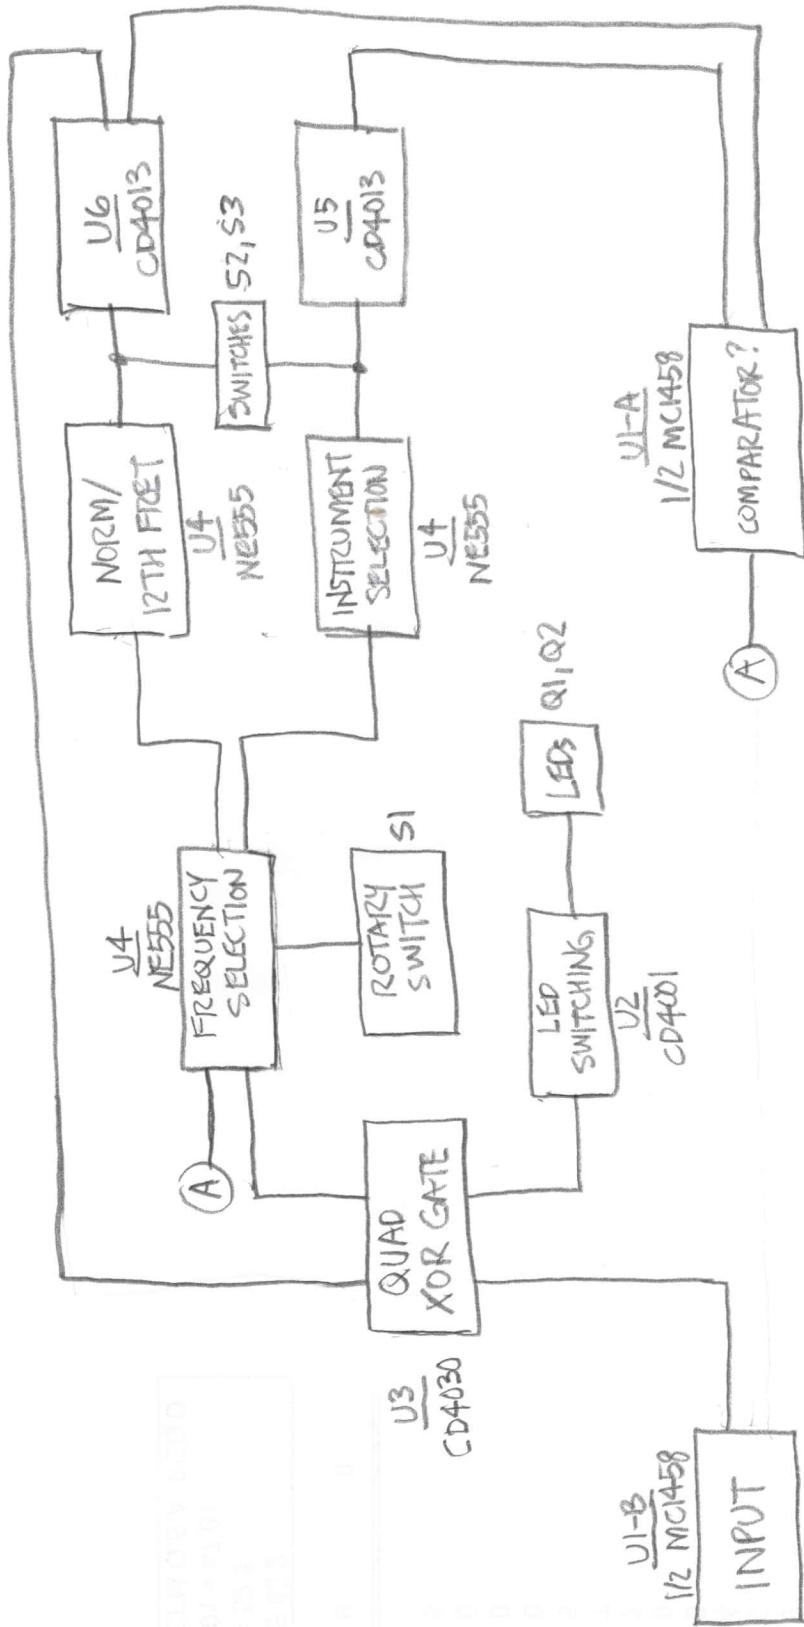 U6
CD4013
SWITCHES
S2, S3
U5
CD4013
NORM/
12TH FRET
U4
NE555
INSTRUMENT
SELECTION
U4
NE555
U1-A
1/2 MC1458
COMPARATOR?
A
U4
NE555
FREQUENCY
SELECTION
ROTARY
SWITCH
S1
LEDs
Q1, Q2
LED
SWITCHING
U2
CD4001
A
QUAD
XOR GATE
U3
CD4030
U1-B
1/2 MC1458
INPUT